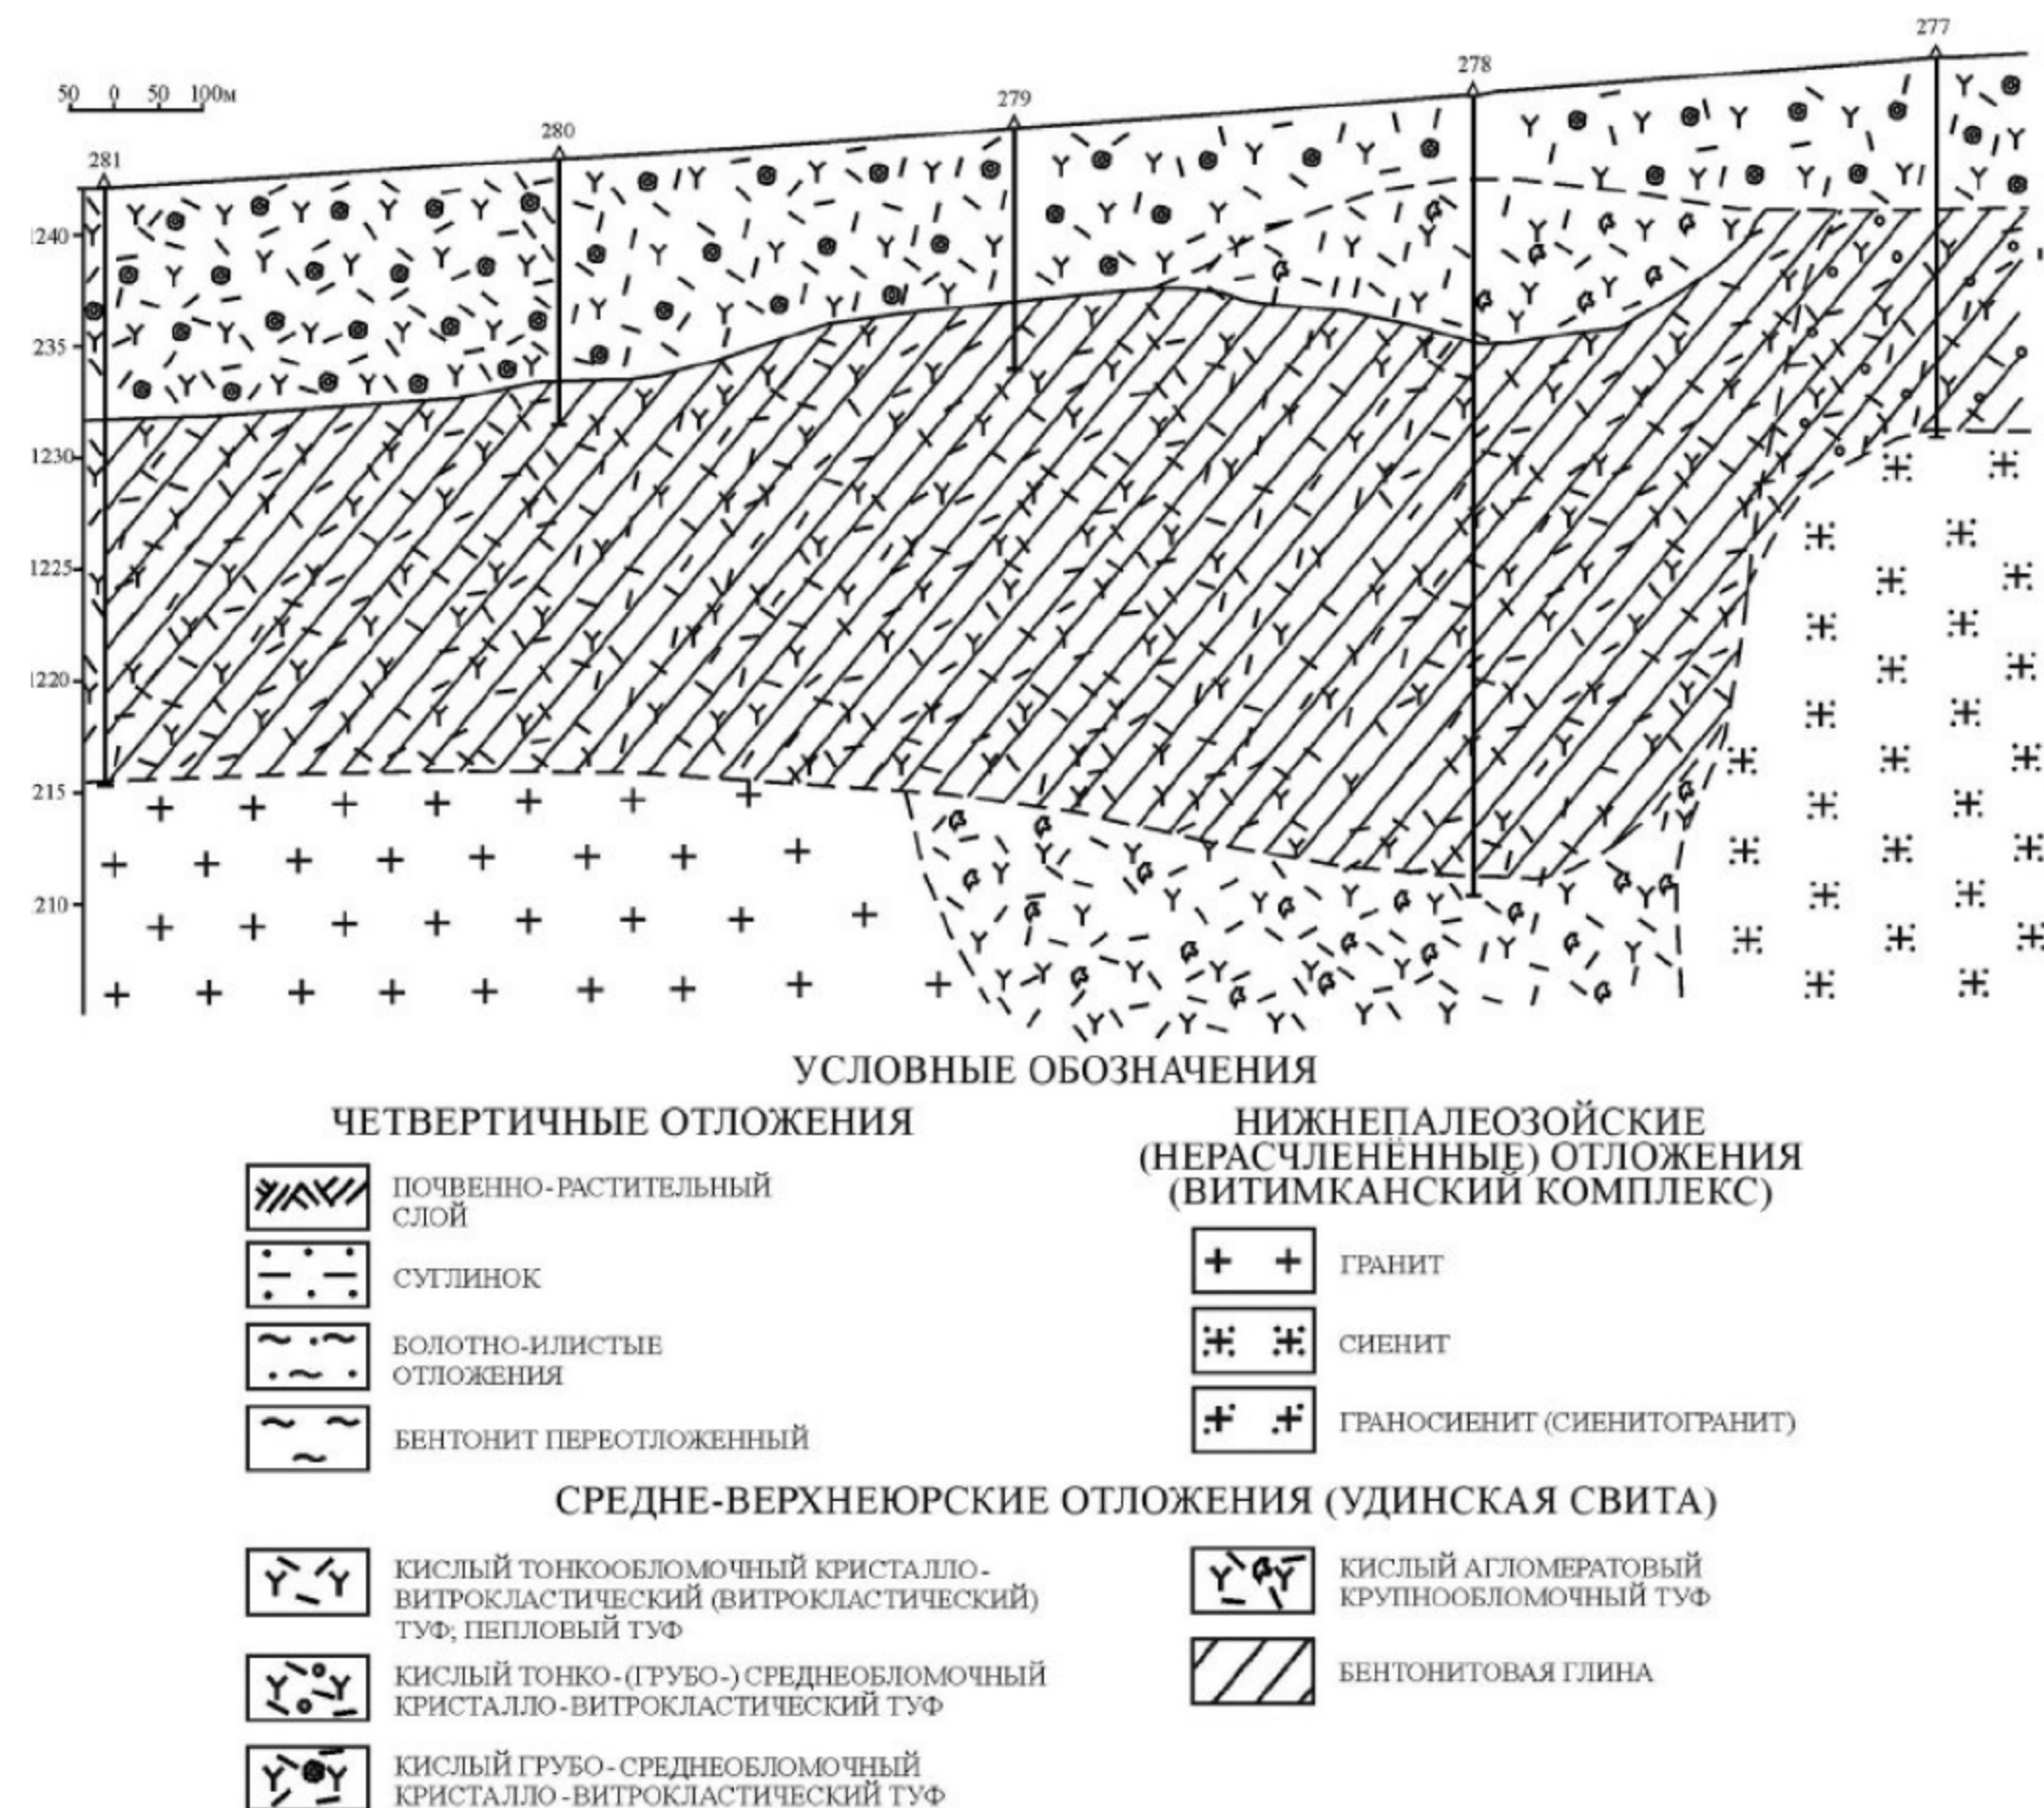 277
278
50 0 50 100м
279
280
281
240
235
1230
1225
1220
215
210
УСЛОВНЫЕ ОБОЗНАЧЕНИЯ
ЧЕТВЕРТИЧНЫЕ ОТЛОЖЕНИЯ
ПОЧВЕННО-РАСТИТЕЛЬНЫЙ
СЛОЙ
СУГЛИНОК
БОЛОТНО-ИЛИСТЫЕ
ОТЛОЖЕНИЯ
БЕНТОНИТ ПЕРЕОТЛОЖЕННЫЙ
НИЖНЕПАЛЕОЗОЙСКИЕ
(НЕРАСЧЛЕНЁННЫЕ) ОТЛОЖЕНИЯ
(ВИТИМКАНСКИЙ КОМПЛЕКС)
ГРАНИТ
СИЕНИТ
ГРАНОСИЕНИТ (СИЕНИТОГРАНИТ)
СРЕДНЕ-ВЕРХНЕЮРСКИЕ ОТЛОЖЕНИЯ (УДИНСКАЯ СВИТА)
КИСЛЫЙ ТОНКООБЛОМОЧНЫЙ КРИСТАЛЛО-
ВИТРОКЛАСТИЧЕСКИЙ (ВИТРОКЛАСТИЧЕСКИЙ)
ТУФ; ПЕПЛОВЫЙ ТУФ
КИСЛЫЙ ТОНКО-(ГРУБО-) СРЕДНЕОБЛОМОЧНЫЙ
КРИСТАЛЛО-ВИТРОКЛАСТИЧЕСКИЙ ТУФ
КИСЛЫЙ ГРУБО-СРЕДНЕОБЛОМОЧНЫЙ
КРИСТАЛЛО-ВИТРОКЛАСТИЧЕСКИЙ ТУФ
КИСЛЫЙ АГЛОМЕРАТОВЫЙ
КРУПНООБЛОМОЧНЫЙ ТУФ
БЕНТОНИТОВАЯ ГЛИНА